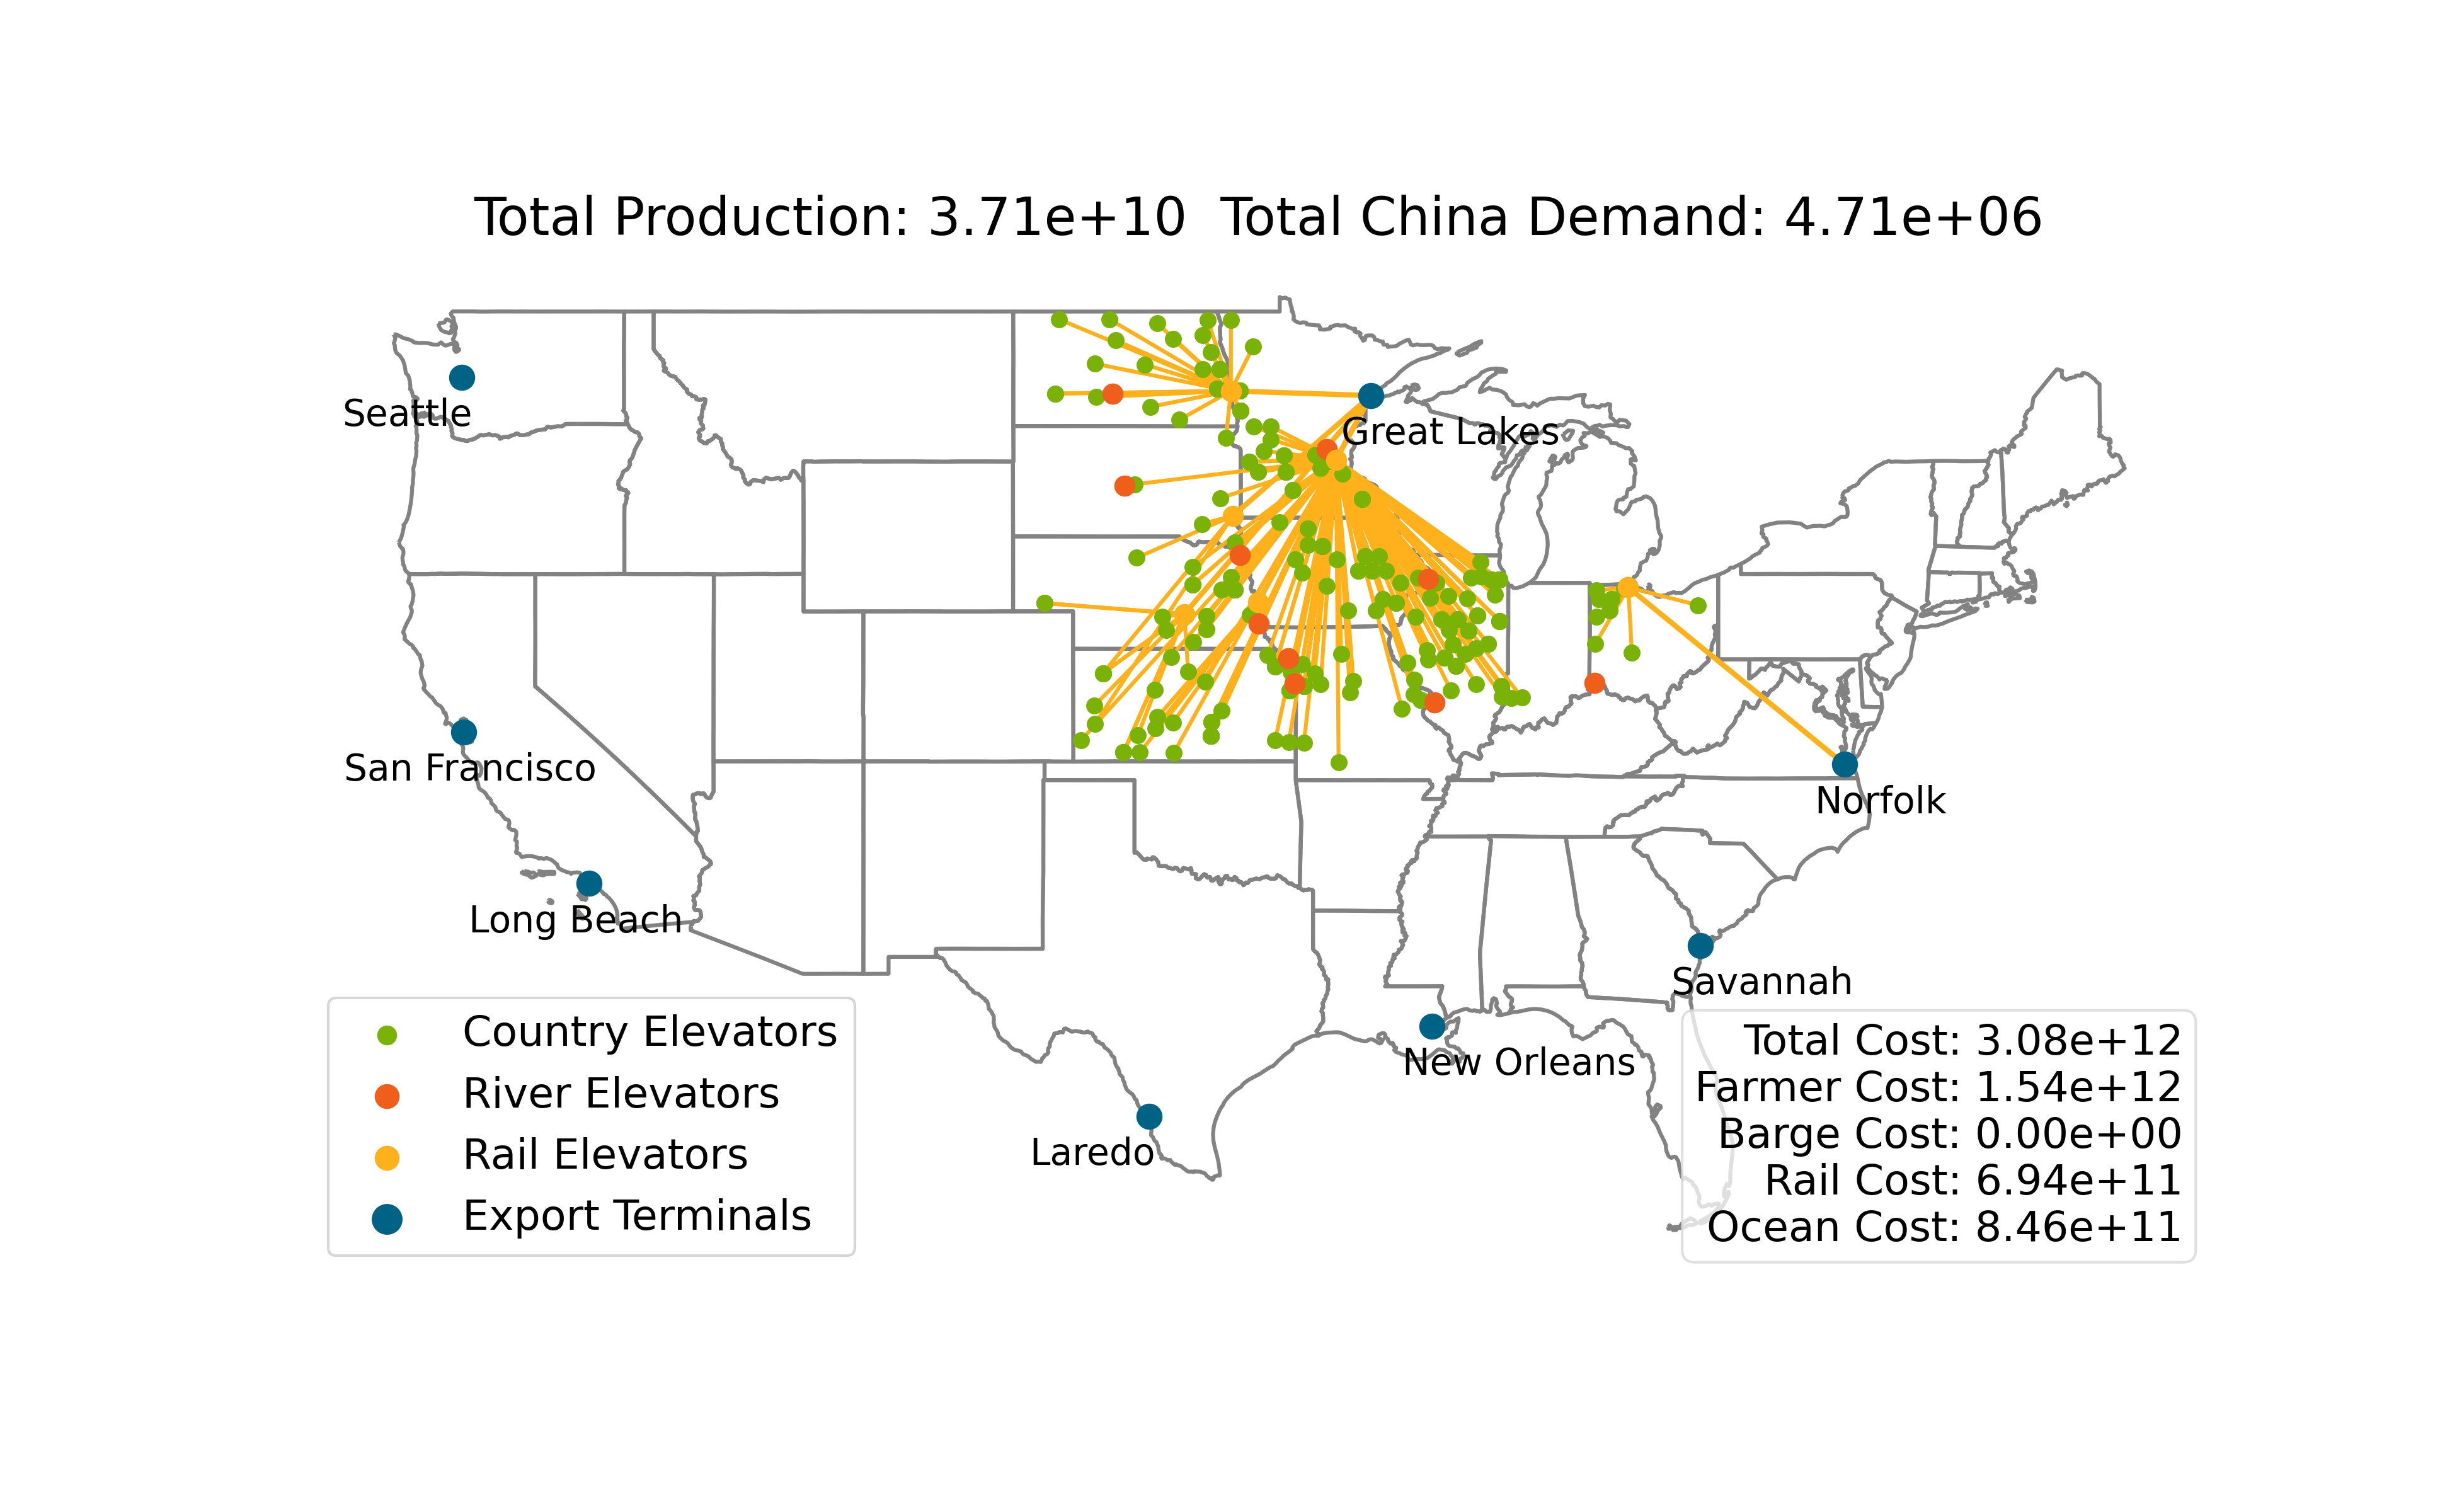 Total Production: 3.71e+10  Total China Demand: 4.71e+06
Seattle
Great Lakes
San Francisco
Norfolk
Long Beach
Savannah
New Orleans
Laredo
Country Elevators
River Elevators
Rail Elevators
Export Terminals
Total Cost: 3.08e+12
Farmer Cost: 1.54e+12
Barge Cost: 0.00e+00
Rail Cost: 6.94e+11
Ocean Cost: 8.46e+11